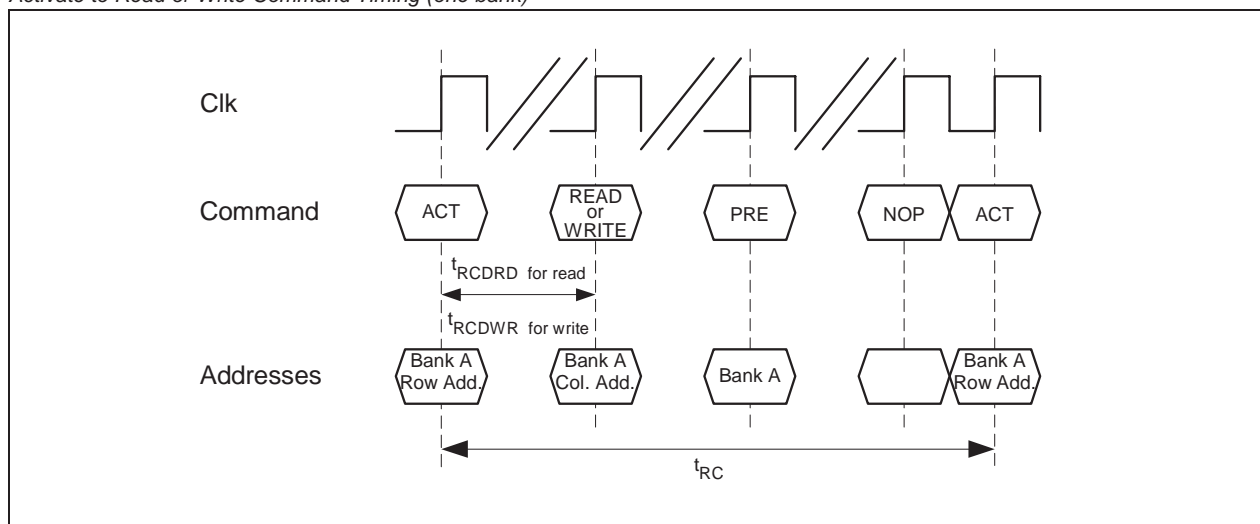 Activate to Read or Write Command Timing (one bank)
Clk
Command
ACT
READ
or
WRITE
PRE
NOP
ACT
tRCDRD for read
tRCDWR for write
Addresses
Bank A
Row Add.
Bank A
Col. Add.
Bank A
Bank A
Row Add.
tRC